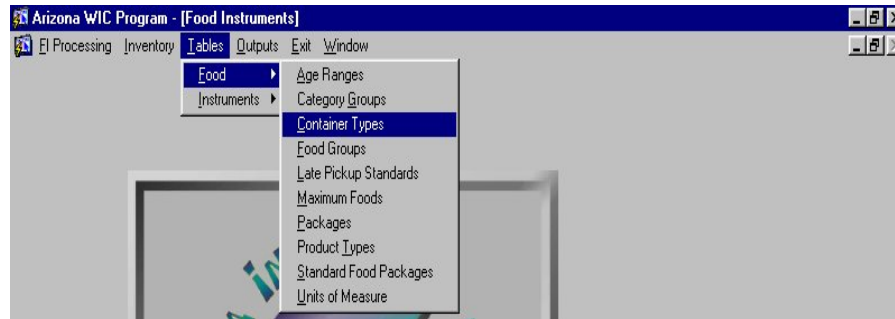 Arizona WIC Program - [Food Instruments]
FI Processing Inventory Tables Outputs Exit Window
Food
Instruments
Age Ranges
Category Groups
Container Types
Food Groups
Late Pickup Standards
Maximum Foods
Packages
Product Types
Standard Food Packages
Units of Measure